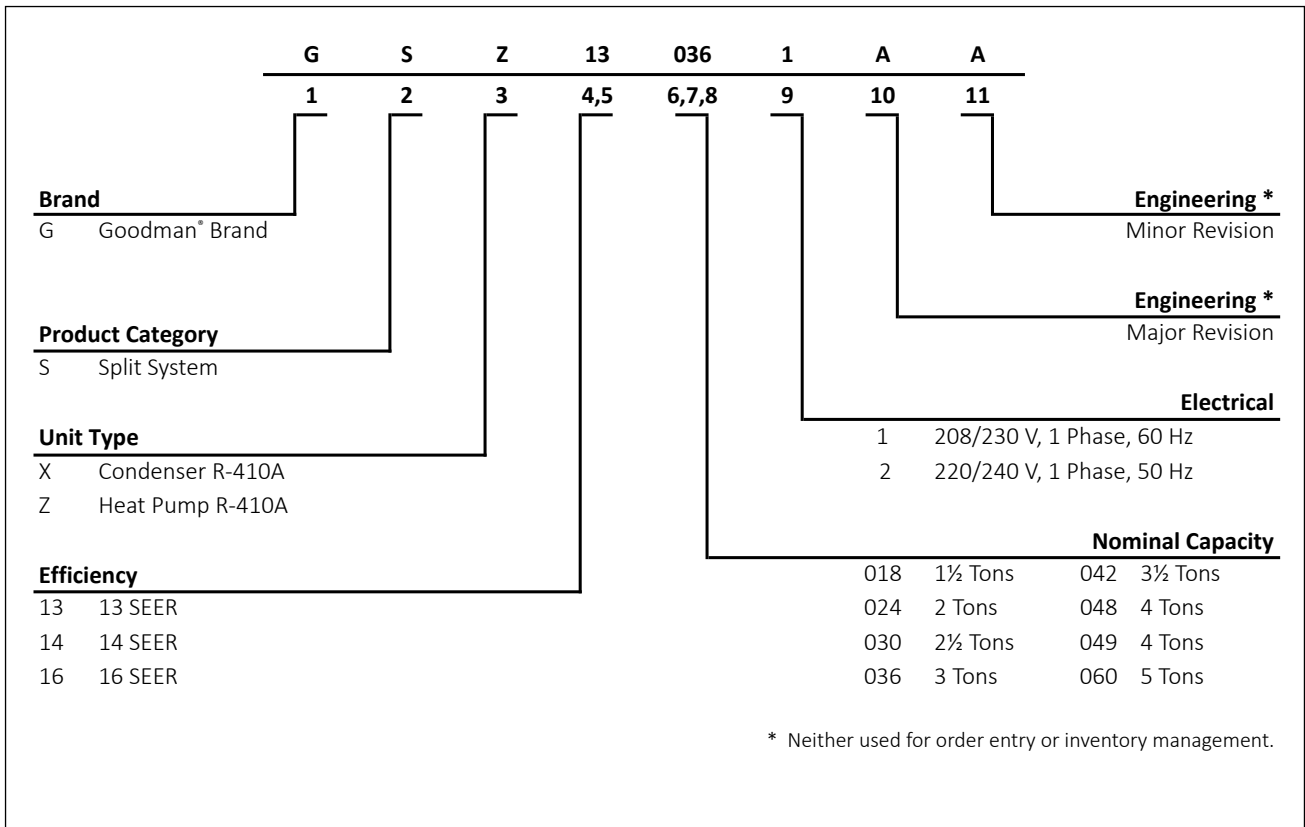 G S Z 13 036 1 A A
1 2 3 4,5 6,7,8 9 10 11
Brand
G Goodman® Brand
Product Category
S Split System
Unit Type
X Condenser R-410A
Z Heat Pump R-410A
Efficiency
13 13 SEER
14 14 SEER
16 16 SEER
Engineering *
Minor Revision
Engineering *
Major Revision
Electrical
1 208/230 V, 1 Phase, 60 Hz
2 220/240 V, 1 Phase, 50 Hz
Nominal Capacity
018 1½ Tons 042 3½ Tons
024 2 Tons 048 4 Tons
030 2½ Tons 049 4 Tons
036 3 Tons 060 5 Tons
* Neither used for order entry or inventory management.